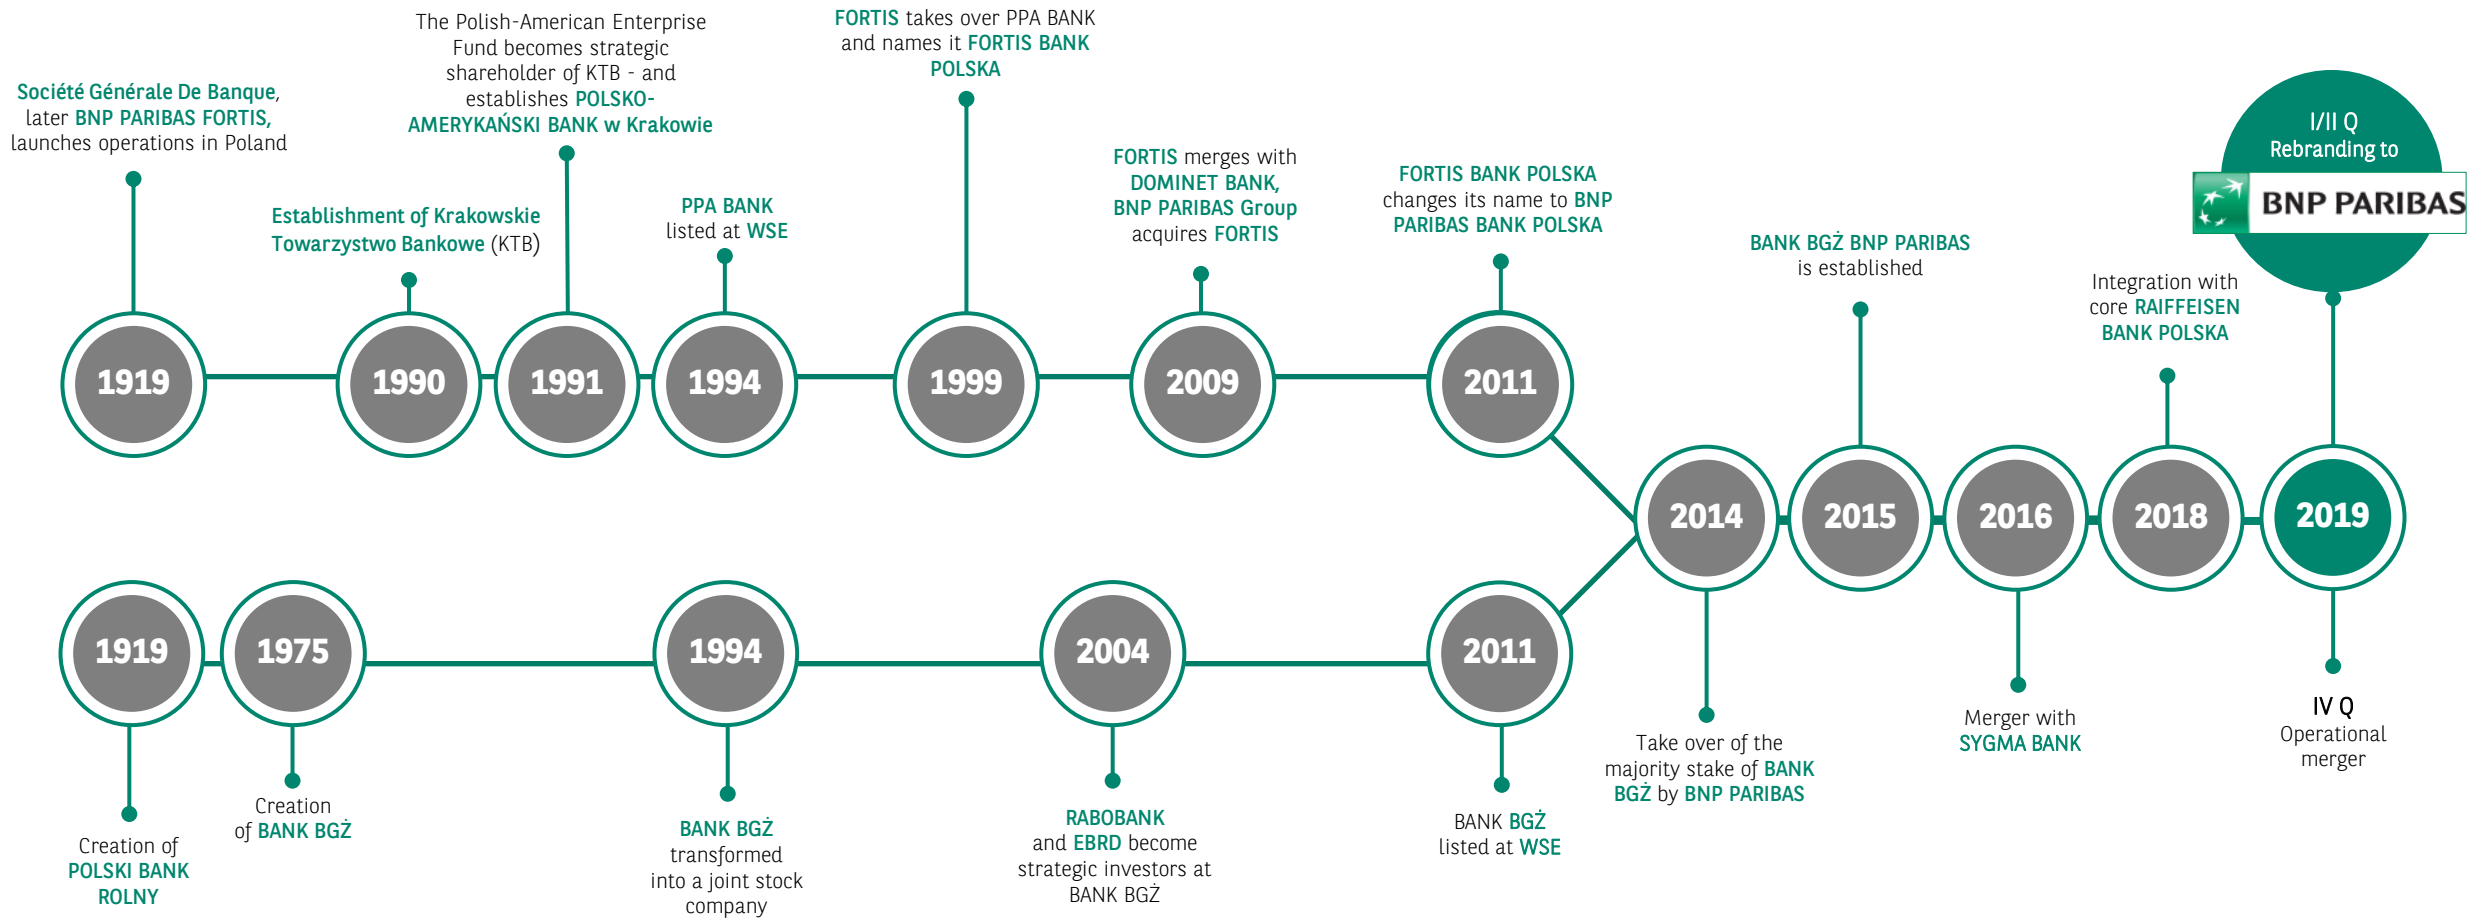 Société Générale De Banque,
later BNP PARIBAS FORTIS,
launches operations in Poland
1919
Establishment of Krakowskie
Towarzystwo Bankowe (KTB)
1990
The Polish-American Enterprise
Fund becomes strategic
shareholder of KTB - and
establishes POLSKO-
AMERYKAŃSKI BANK w Krakowie
1991
PPA BANK
listed at WSE
1994
FORTIS takes over PPA BANK
and names it FORTIS BANK
POLSKA
1999
FORTIS merges with
DOMINET BANK,
BNP PARIBAS Group
acquires FORTIS
2009
FORTIS BANK POLSKA
changes its name to BNP
PARIBAS BANK POLSKA
2011
1919
Creation of
POLSKI BANK
ROLNY
1975
Creation
of BANK BGŻ
1994
BANK BGŻ
transformed
into a joint stock
company
2004
RABOBANK
and EBRD become
strategic investors at
BANK BGŻ
2011
BANK BGŻ
listed at WSE
2014
Take over of the
majority stake of BANK
BGŻ by BNP PARIBAS
BANK BGŻ BNP PARIBAS
is established
2015
2016
Merger with
SYGMA BANK
Integration with
core RAIFFEISEN
BANK POLSKA
2018
I/II Q
Rebranding to
BNP PARIBAS
2019
IV Q
Operational
merger